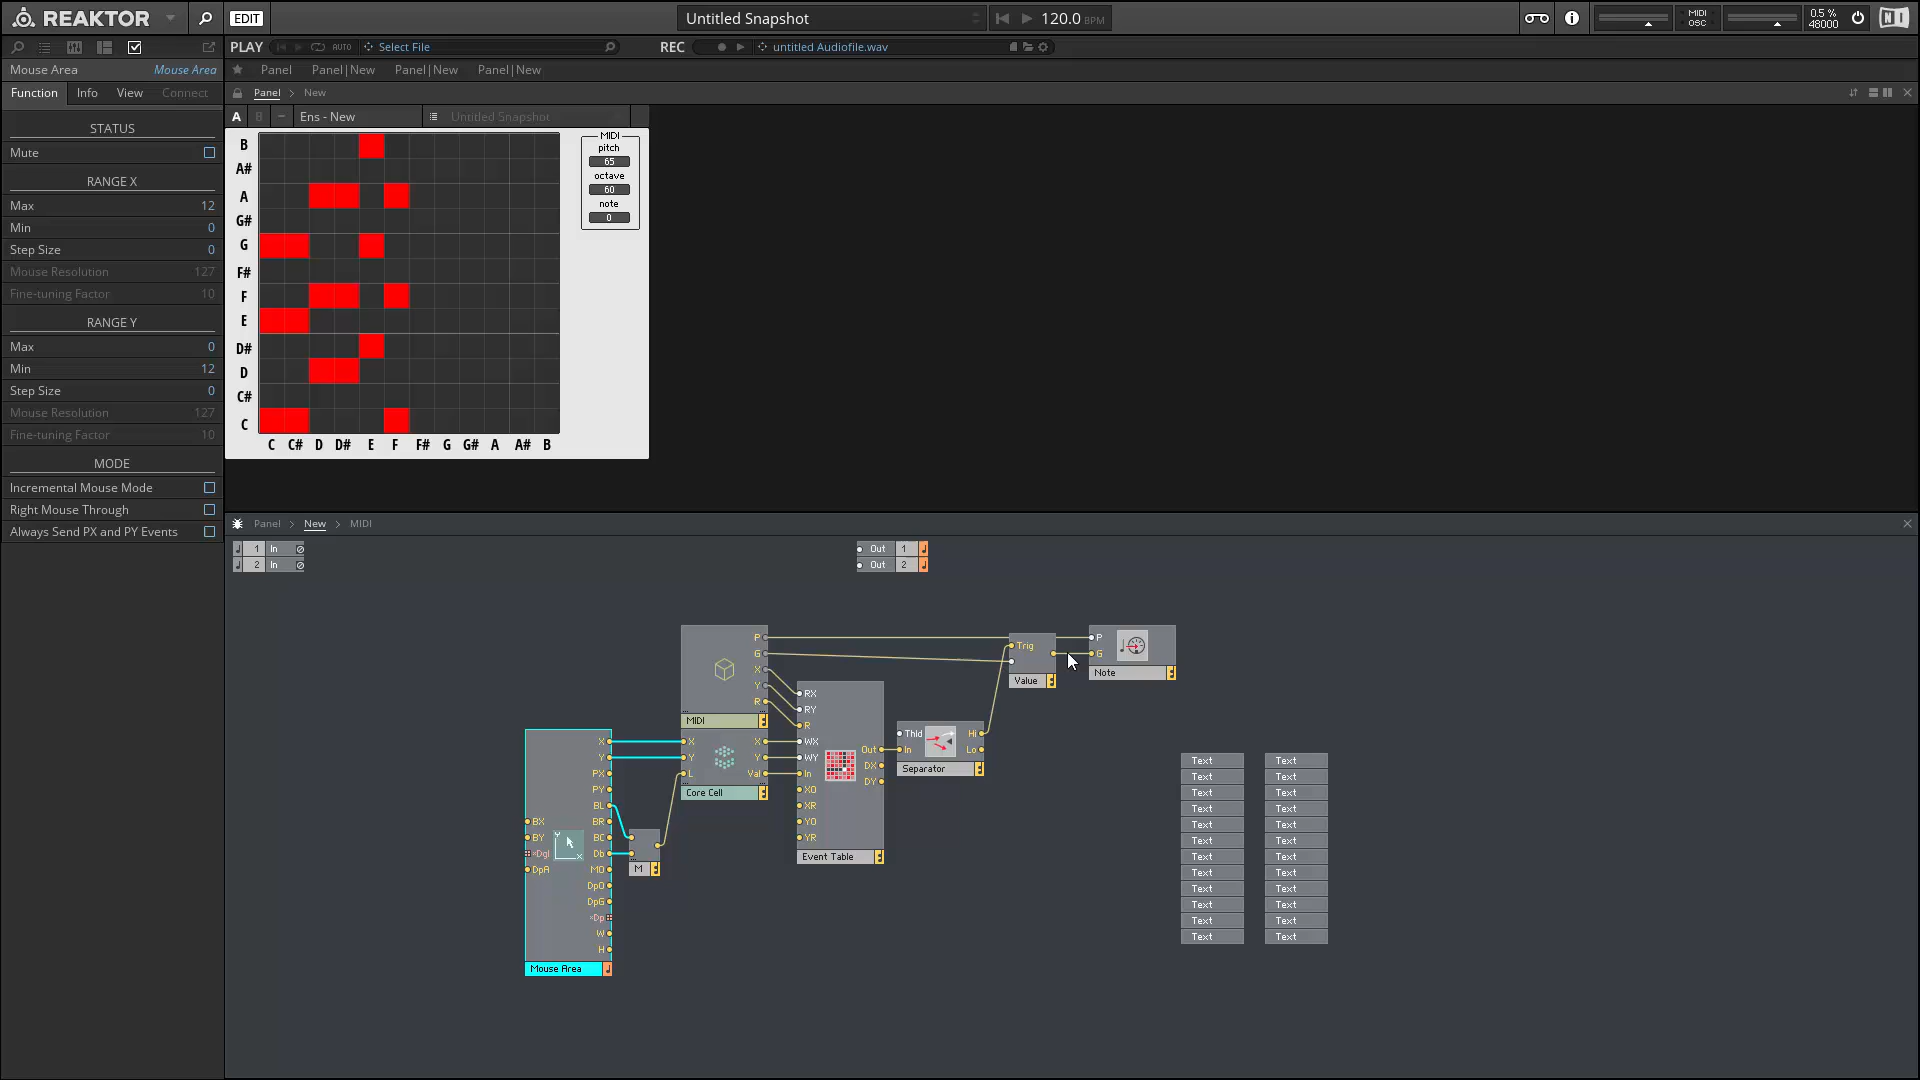 REAKTOR
EDIT
Untitled Snapshot
120.0 BPM
MIDI
OSC
0.5 %
48000
NI
PLAY
AUTO
Select File
REC
untitled Audiofile.wav
Mouse Area
Mouse Area
Panel
Panel|New
Panel|New
Panel|New
Function
Info
View
Connect
Panel > New
STATUS
Mute
RANGE X
Max 12
Min 0
Step Size 0
Mouse Resolution 127
Fine-tuning Factor 10
RANGE Y
Max 0
Min 12
Step Size 0
Mouse Resolution 127
Fine-tuning Factor 10
MODE
Incremental Mouse Mode
Right Mouse Through
Always Send PX and PY Events
A
B
Ens - New
Untitled Snapshot
B
A#
A
G#
G
F#
F
E
D#
D
C#
C
C C# D D# E F F# G G# A A# B
MIDI
pitch
65
octave
60
note
0
Panel > New > MIDI
1 In
2 In
Out 1
Out 2
P
G
X
Y
R
MIDI
X X
Y Y
L Val
Core Cell
RX
RY
R
WX
WY
In
XO
XR
YO
YR
Out
DX
DY
Event Table
Thld
In
Hi
Lo
Separator
Trig
Value
P
G
Note
X
Y
PX
PY
BL
BR
BC
Db
MO
DpO
DpG
×Dp
W
H
BX
BY
×Dgl
DpA
Y
X
Mouse Area
M
Text Text
Text Text
Text Text
Text Text
Text Text
Text Text
Text Text
Text Text
Text Text
Text Text
Text Text
Text Text